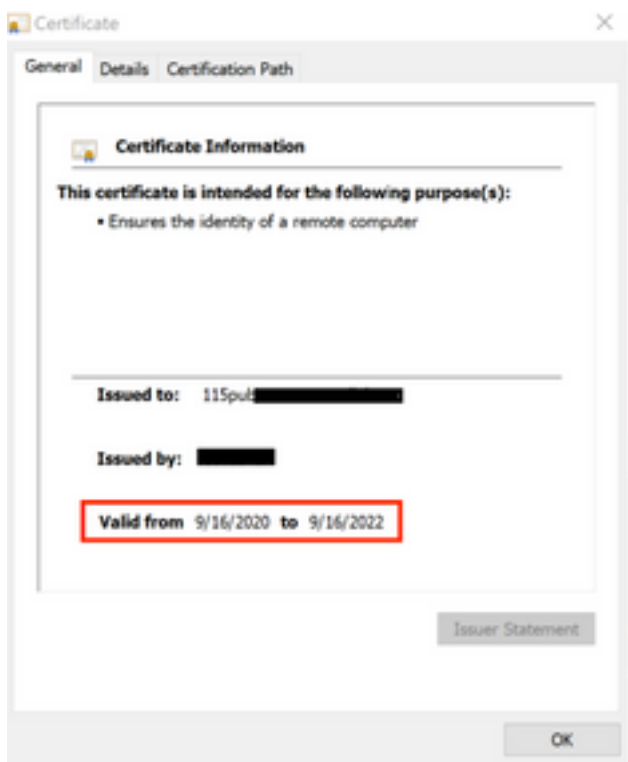 Certificate
General Details Certification Path
Certificate Information
This certificate is intended for the following purpose(s):
• Ensures the identity of a remote computer
Issued to: 115pub
Issued by:
Valid from 9/16/2020 to 9/16/2022
Issuer Statement
OK